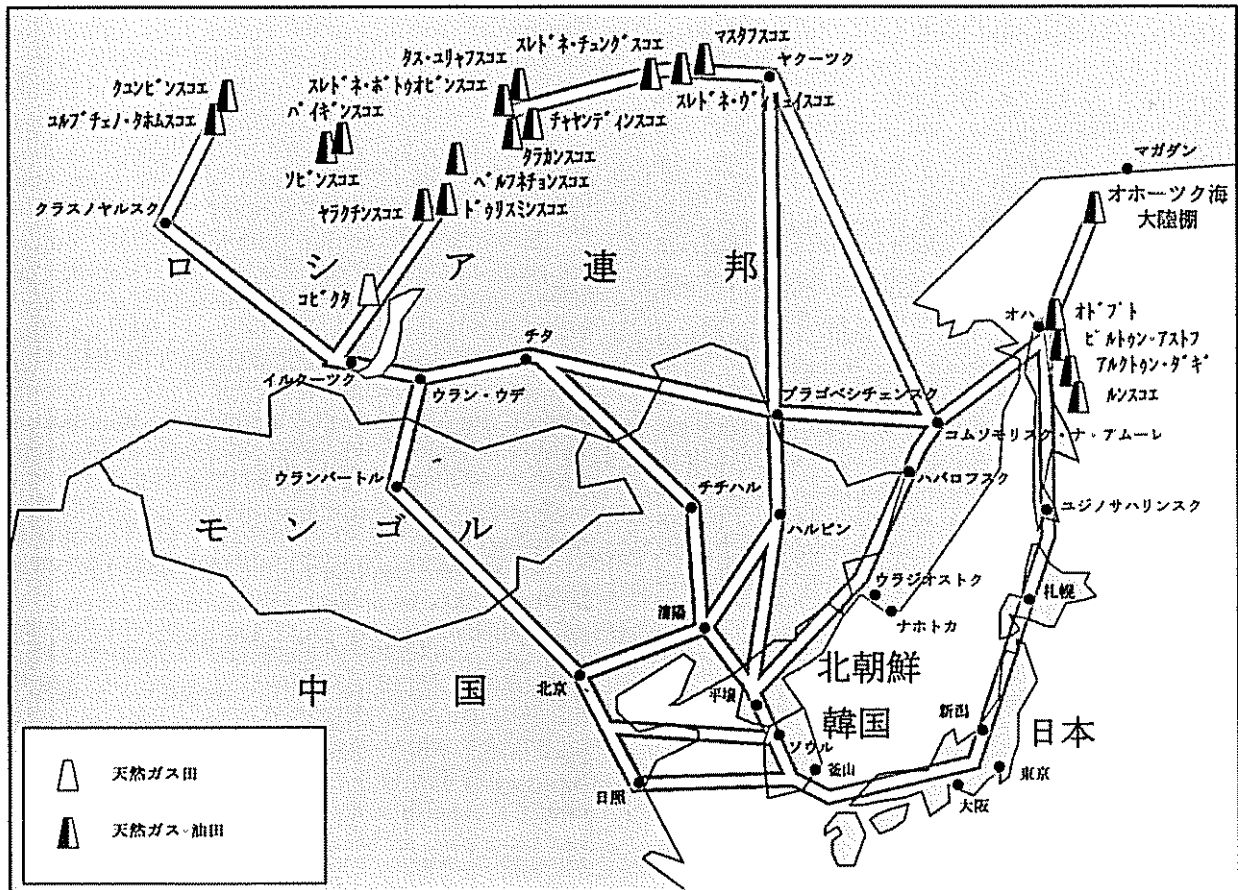 マスタフスコエ
スレドネ・チュングスコエ
タス・ユリャフスコエ
ヤクーツク
クユンビンスコエ
スレドネ・ボトゥオビンスコエ
スレドネ・ヴィリュイスコエ
ユルブチェノ・タホムスコエ
パイギンスコエ
チャヤンディンスコエ
タラカンスコエ
マガダン
ソビンスコエ
ベルフネチョンスコエ
オホーツク海
大陸棚
ヤラクチンスコエ
ドゥリスミンスコエ
クラスノヤルスク
ロシア連邦
コビクタ
オハ
オドプト
ピルトゥン・アストフ
アルクトゥン・ダギ
ルンスコエ
チタ
イルクーツク
ウラン・ウデ
ブラゴベシチェンスク
コムソモリスク・ナ・アムーレ
ハバロフスク
ウランバートル
チチハル
ハルビン
ユジノサハリンスク
モンゴル
ウラジオストク
ナホトカ
札幌
瀋陽
北朝鮮
中国
北京
平壌
韓国
新潟
日本
ソウル
釜山
東京
大阪
日照
天然ガス田
天然ガス・油田